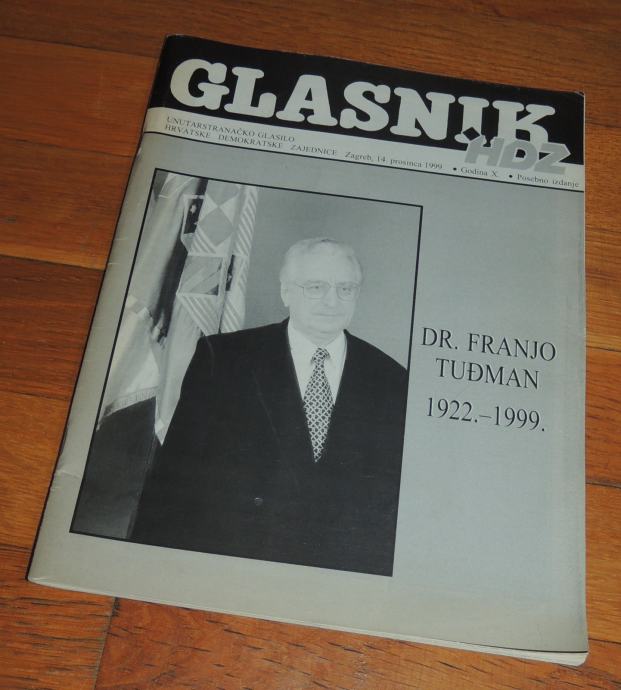 GLASNIK
HDZ
UNUTARSTRANAČKO GLASILO
HRVATSKE DEMOKRATSKE ZAJEDNICE Zagreb, 14. prosinca 1999 • Godina X. • Posebno izdanje
DR. FRANJO
TUĐMAN
1922.–1999.